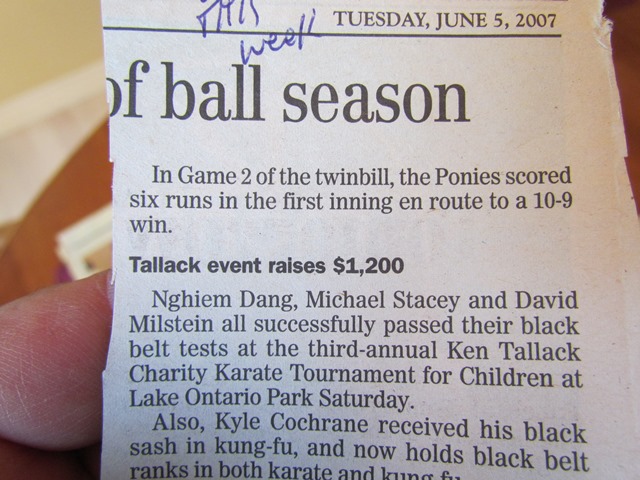 This
week
TUESDAY, JUNE 5, 2007
of ball season
In Game 2 of the twinbill, the Ponies scored
six runs in the first inning en route to a 10-9
win.
Tallack event raises $1,200
Nghiem Dang, Michael Stacey and David
Milstein all successfully passed their black
belt tests at the third-annual Ken Tallack
Charity Karate Tournament for Children at
Lake Ontario Park Saturday.
Also, Kyle Cochrane received his black
sash in kung-fu, and now holds black belt
ranks in both karate and kung fu.